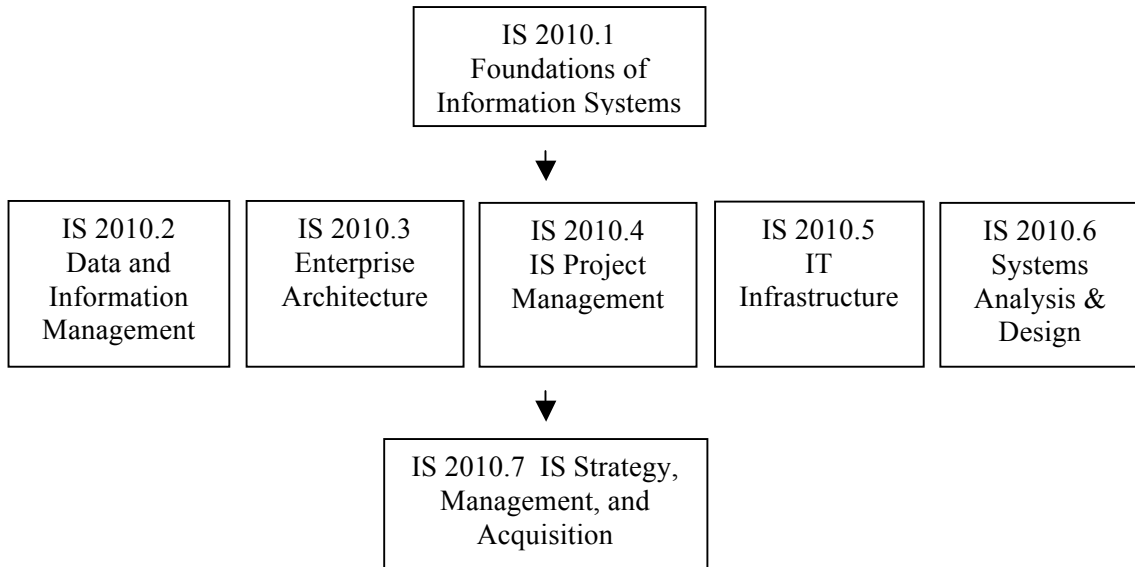 IS 2010.1
Foundations of
Information Systems
IS 2010.2
Data and
Information
Management
IS 2010.3
Enterprise
Architecture
IS 2010.4
IS Project
Management
IS 2010.5
IT
Infrastructure
IS 2010.6
Systems
Analysis &
Design
IS 2010.7  IS Strategy,
Management, and
Acquisition